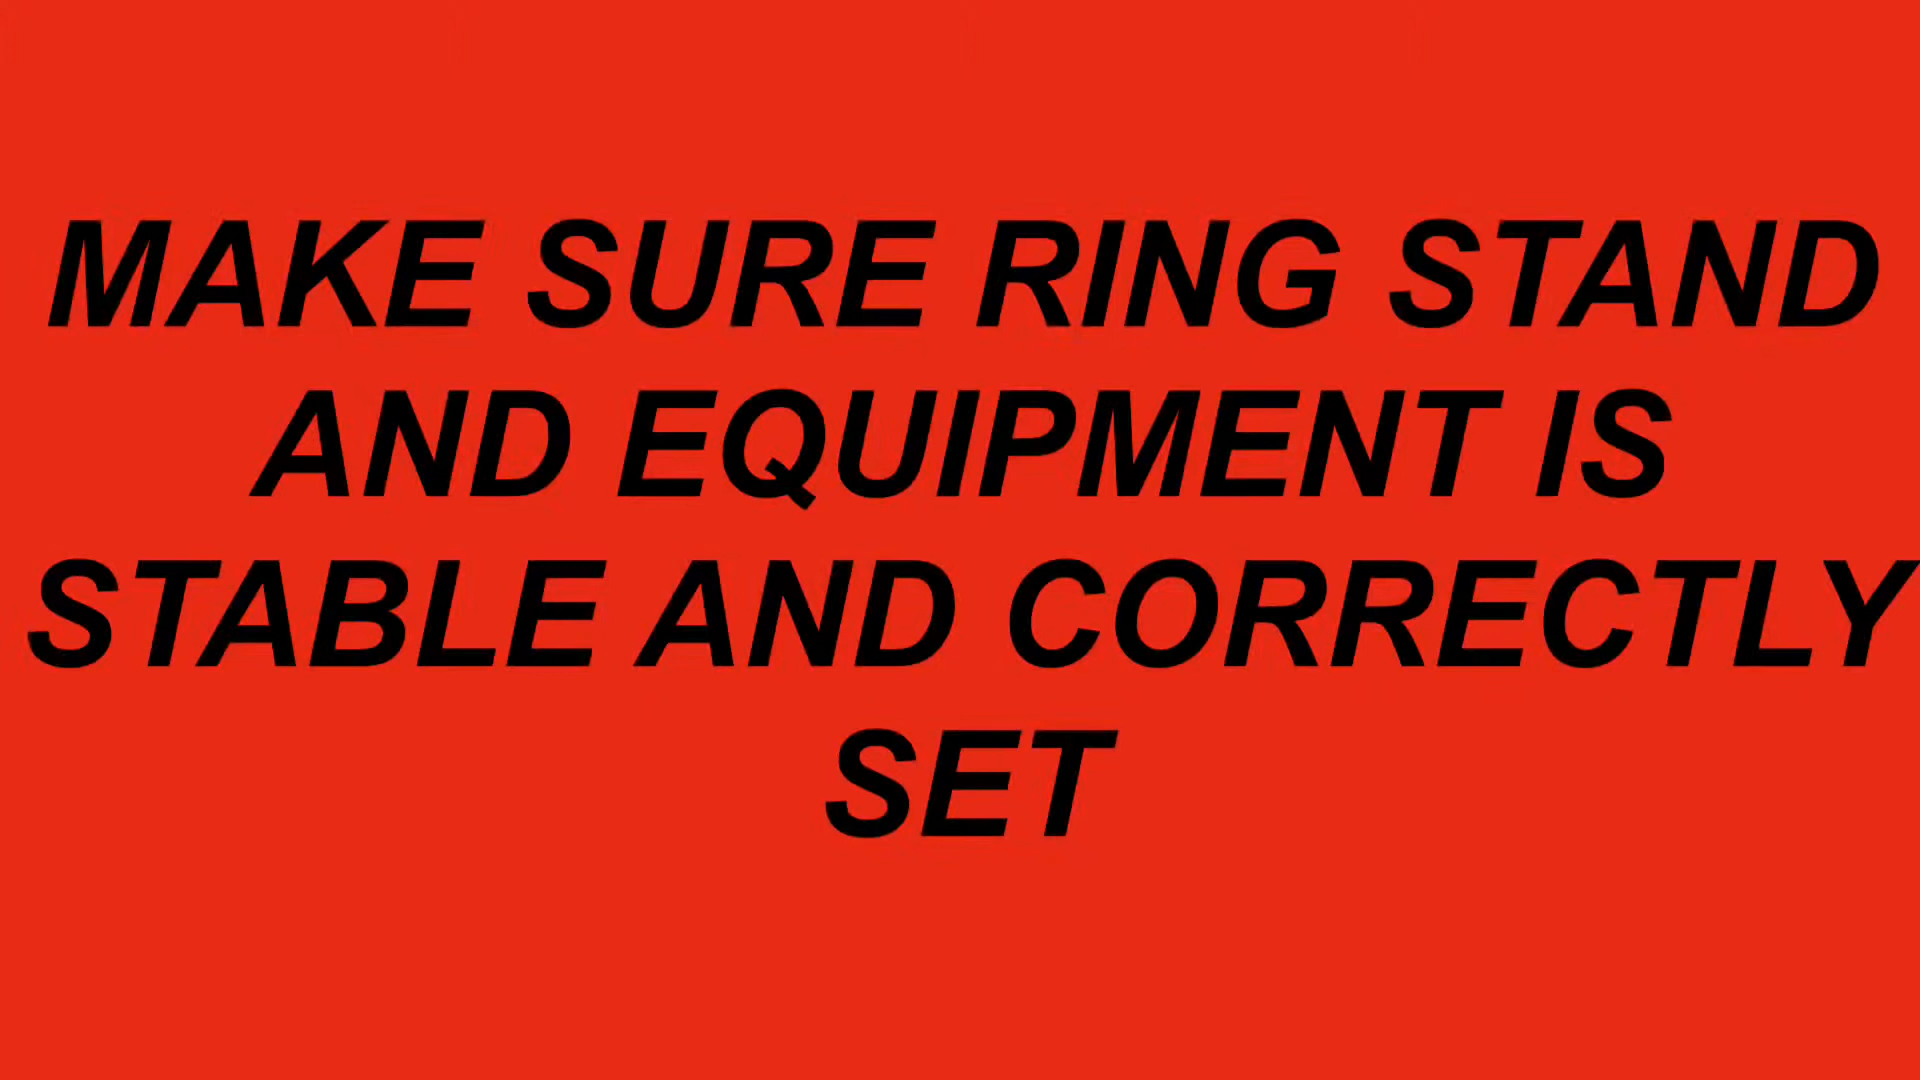 MAKE SURE RING STAND
AND EQUIPMENT IS
STABLE AND CORRECTLY
SET